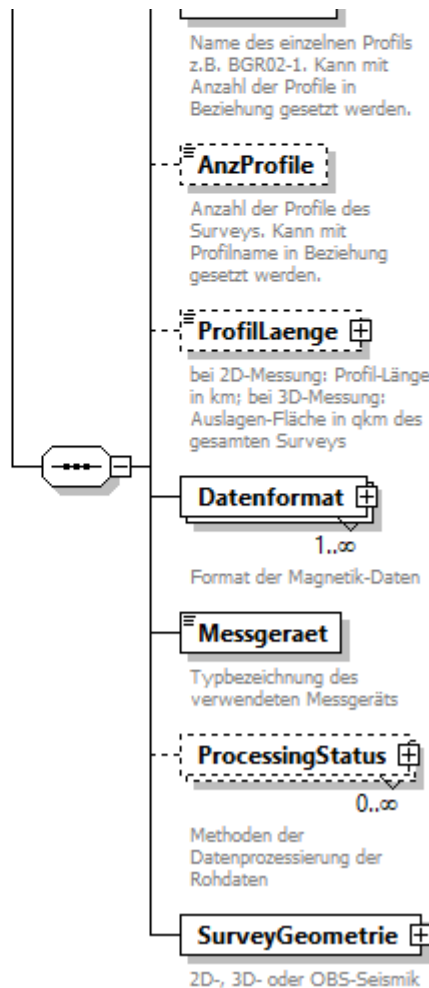 Name des einzelnen Profils
z.B. BGR02-1. Kann mit
Anzahl der Profile in
Beziehung gesetzt werden.
AnzProfile
Anzahl der Profile des
Surveys. Kann mit
Profilname in Beziehung
gesetzt werden.
ProfilLaenge
bei 2D-Messung: Profil-Länge
in km; bei 3D-Messung:
Auslagen-Fläche in qkm des
gesamten Surveys
Datenformat
1..∞
Format der Magnetik-Daten
Messgeraet
Typbezeichnung des
verwendeten Messgeräts
ProcessingStatus
0..∞
Methoden der
Datenprozessierung der
Rohdaten
SurveyGeometrie
2D-, 3D- oder OBS-Seismik